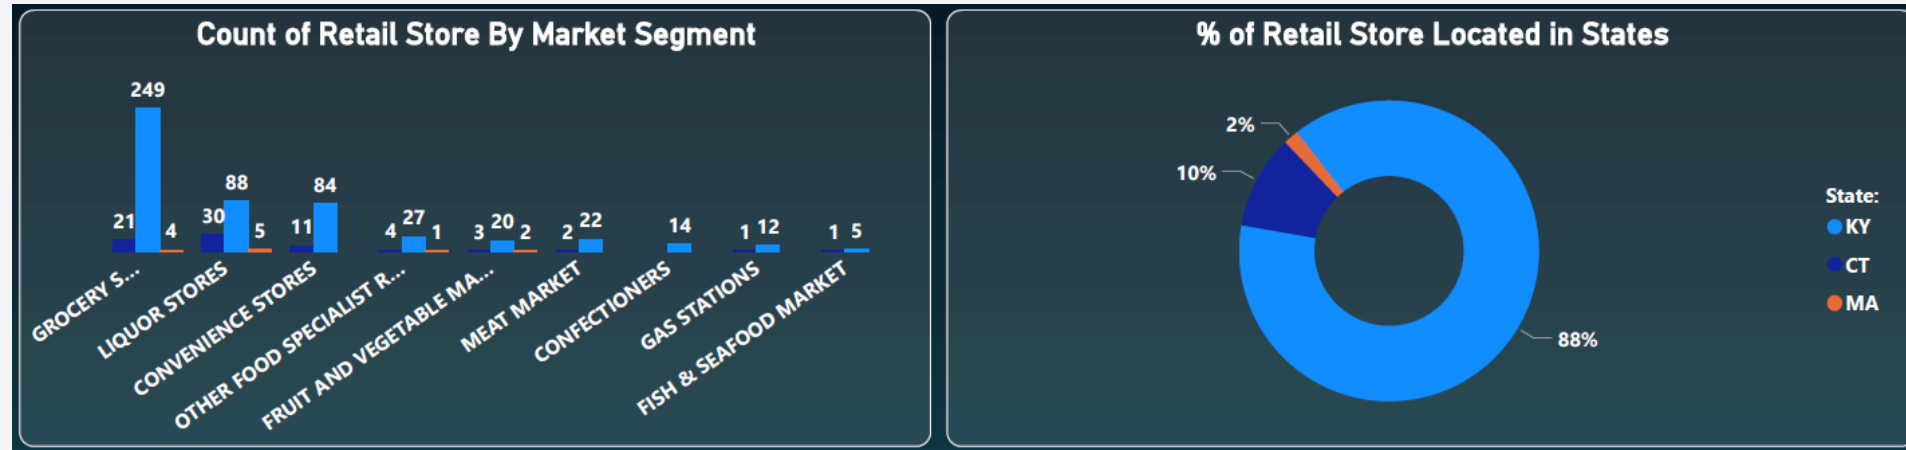 Count of Retail Store By Market Segment
249
21
4
30
88
5
11
84
4
27
1
3
20
2
2
22
14
1
12
1
5
GROCERY S...
LIQUOR STORES
CONVENIENCE STORES
OTHER FOOD SPECIALIST R...
FRUIT AND VEGETABLE MA...
MEAT MARKET
CONFECTIONERS
GAS STATIONS
FISH & SEAFOOD MARKET
% of Retail Store Located in States
2%
10%
88%
State:
KY
CT
MA